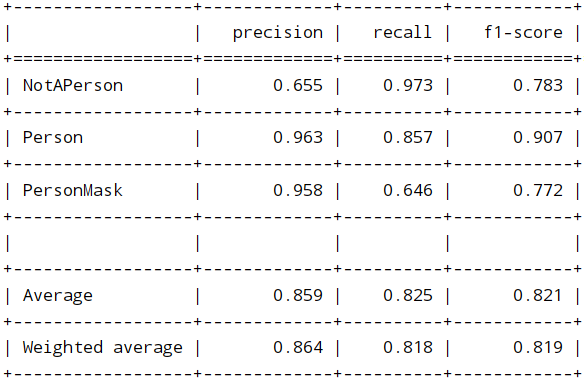 +------------------+-------------+----------+------------+
|                  |   precision |   recall |   f1-score |
+==================+=============+==========+============+
| NotAPerson       |       0.655 |    0.973 |      0.783 |
+------------------+-------------+----------+------------+
| Person           |       0.963 |    0.857 |      0.907 |
+------------------+-------------+----------+------------+
| PersonMask       |       0.958 |    0.646 |      0.772 |
+------------------+-------------+----------+------------+
|                  |             |          |            |
+------------------+-------------+----------+------------+
| Average          |       0.859 |    0.825 |      0.821 |
+------------------+-------------+----------+------------+
| Weighted average |       0.864 |    0.818 |      0.819 |
+------------------+-------------+----------+------------+